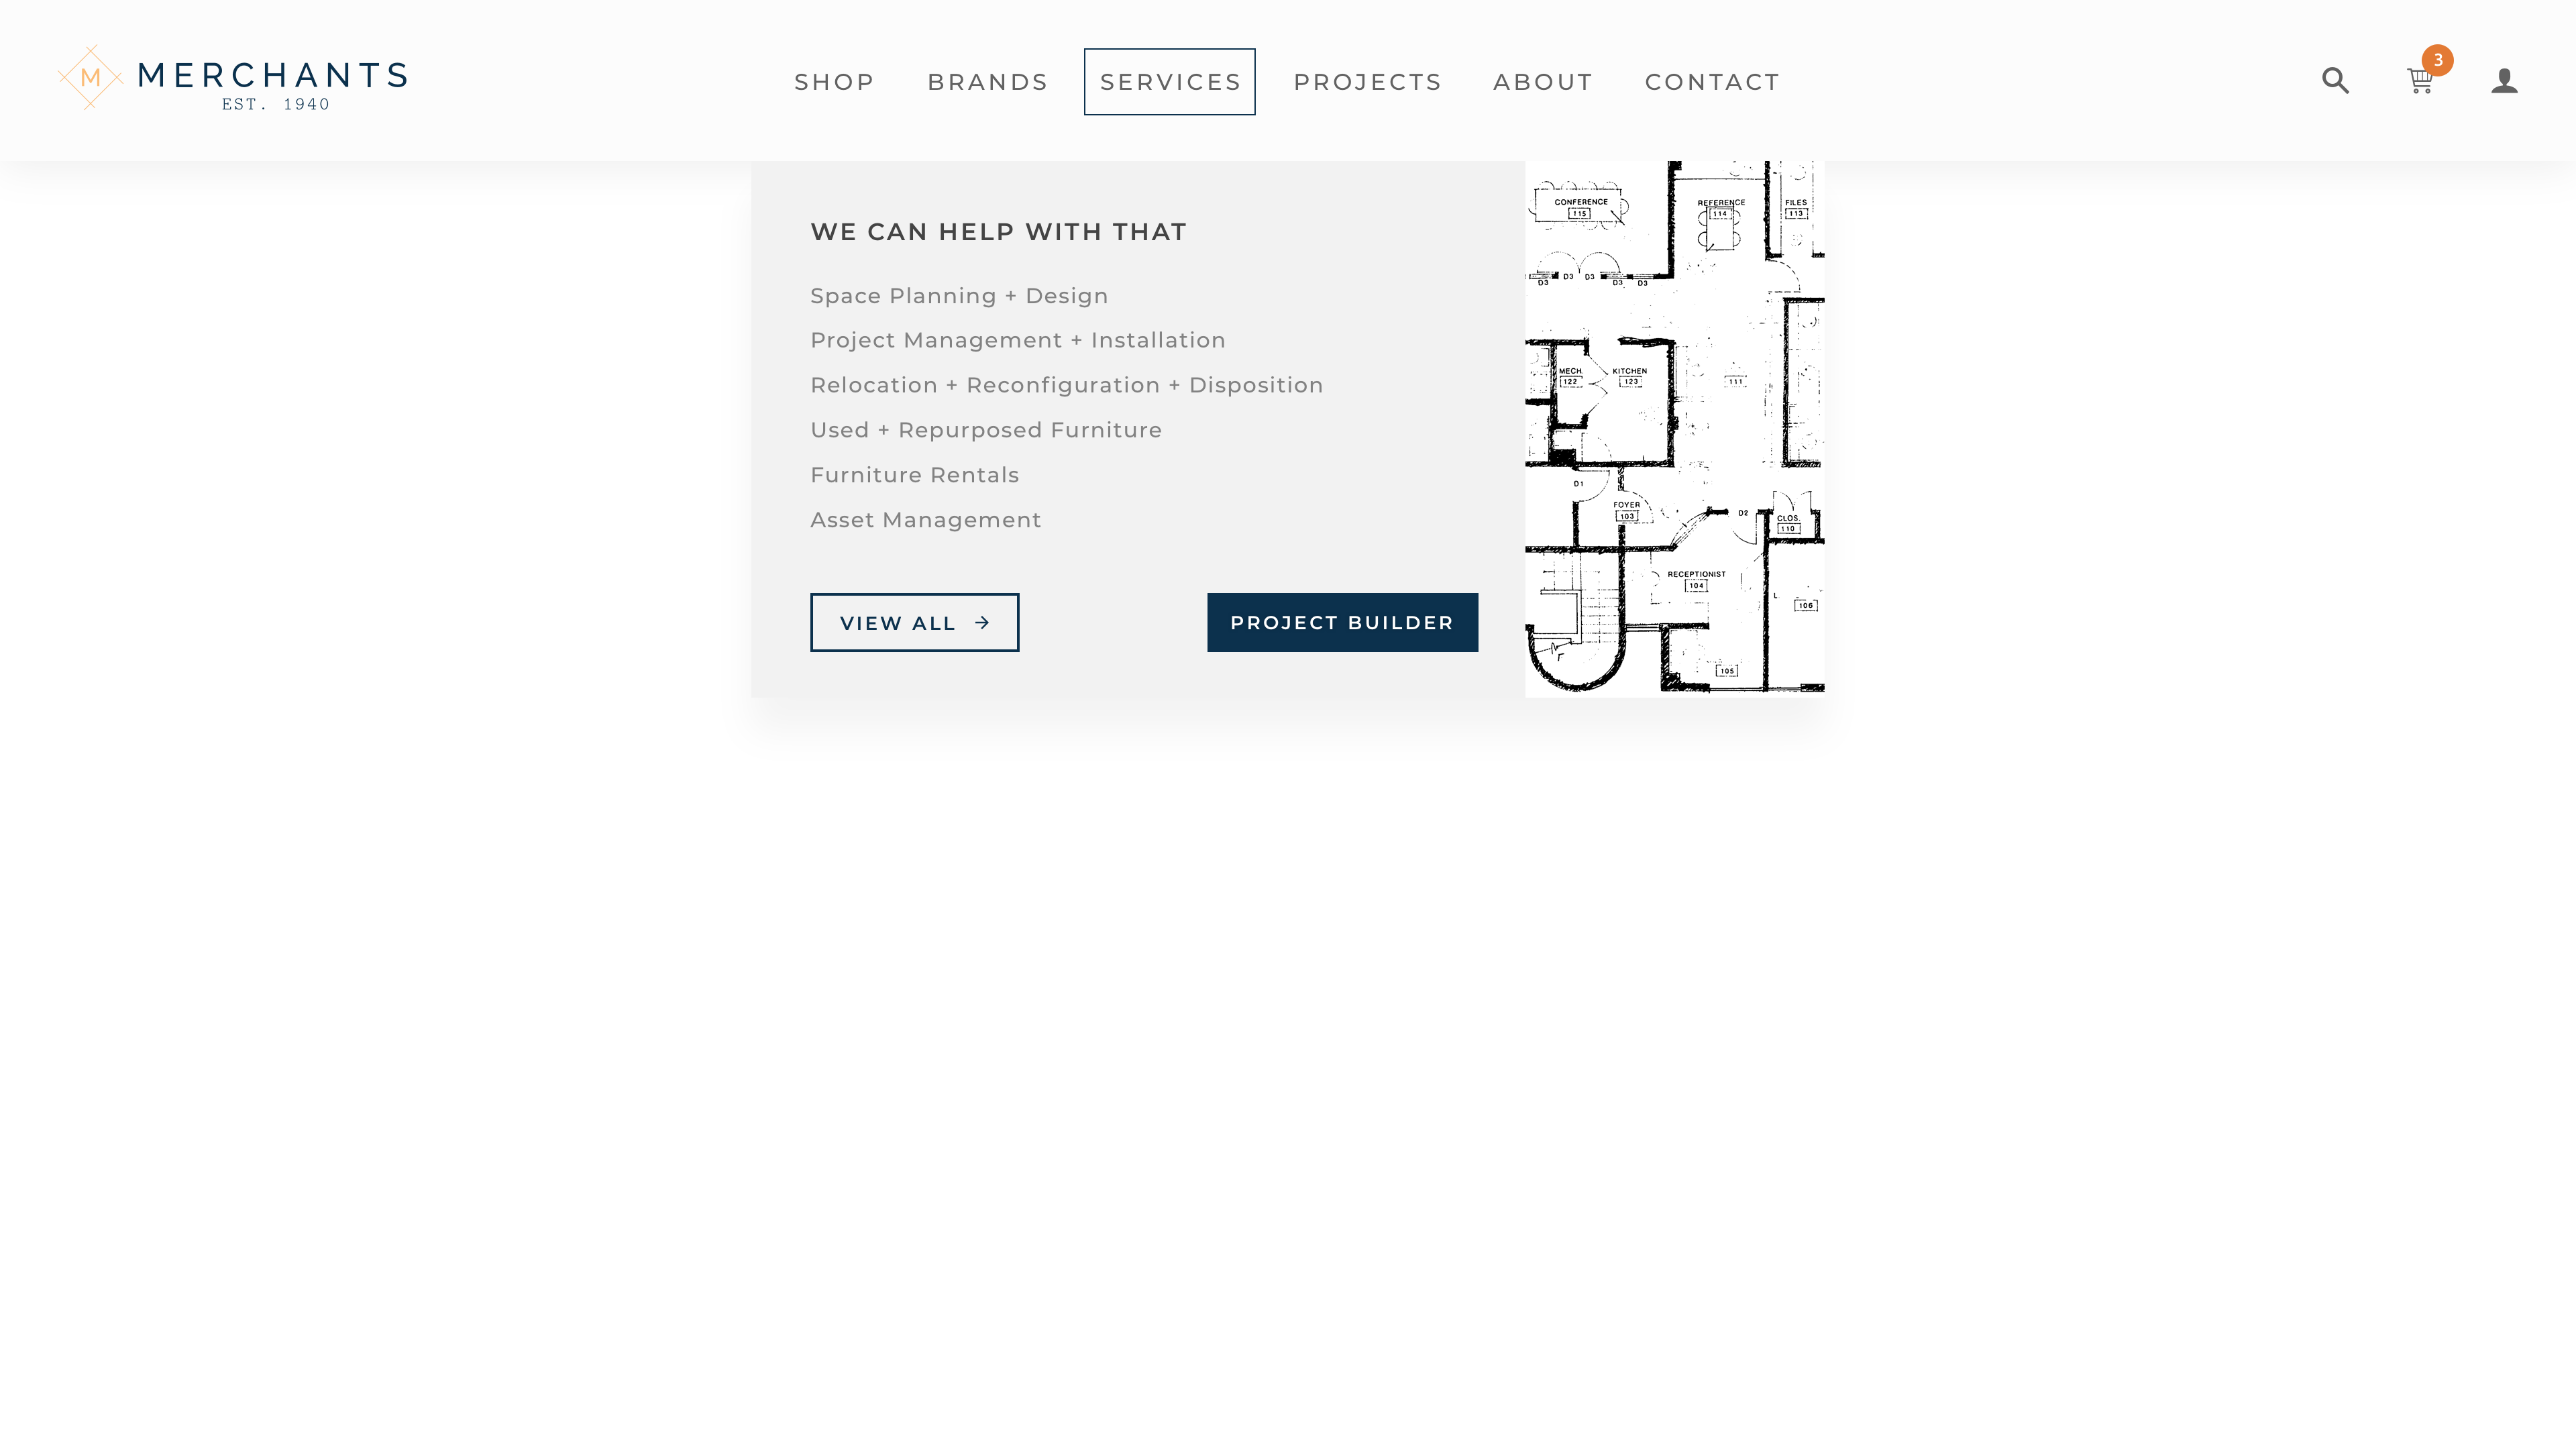 M
MERCHANTS
EST. 1940
SHOP
BRANDS
SERVICES
PROJECTS
ABOUT
CONTACT
3
WE CAN HELP WITH THAT
Space Planning + Design
Project Management + Installation
Relocation + Reconfiguration + Disposition
Used + Repurposed Furniture
Furniture Rentals
Asset Management
VIEW ALL →
PROJECT BUILDER
CONFERENCE
115
REFERENCE
114
FILES
113
D3 D3
D3 D3 D3
MECH.
122
KITCHEN
123
111
D1
FOYER
103
D2
CLOS.
110
RECEPTIONIST
104
106
105